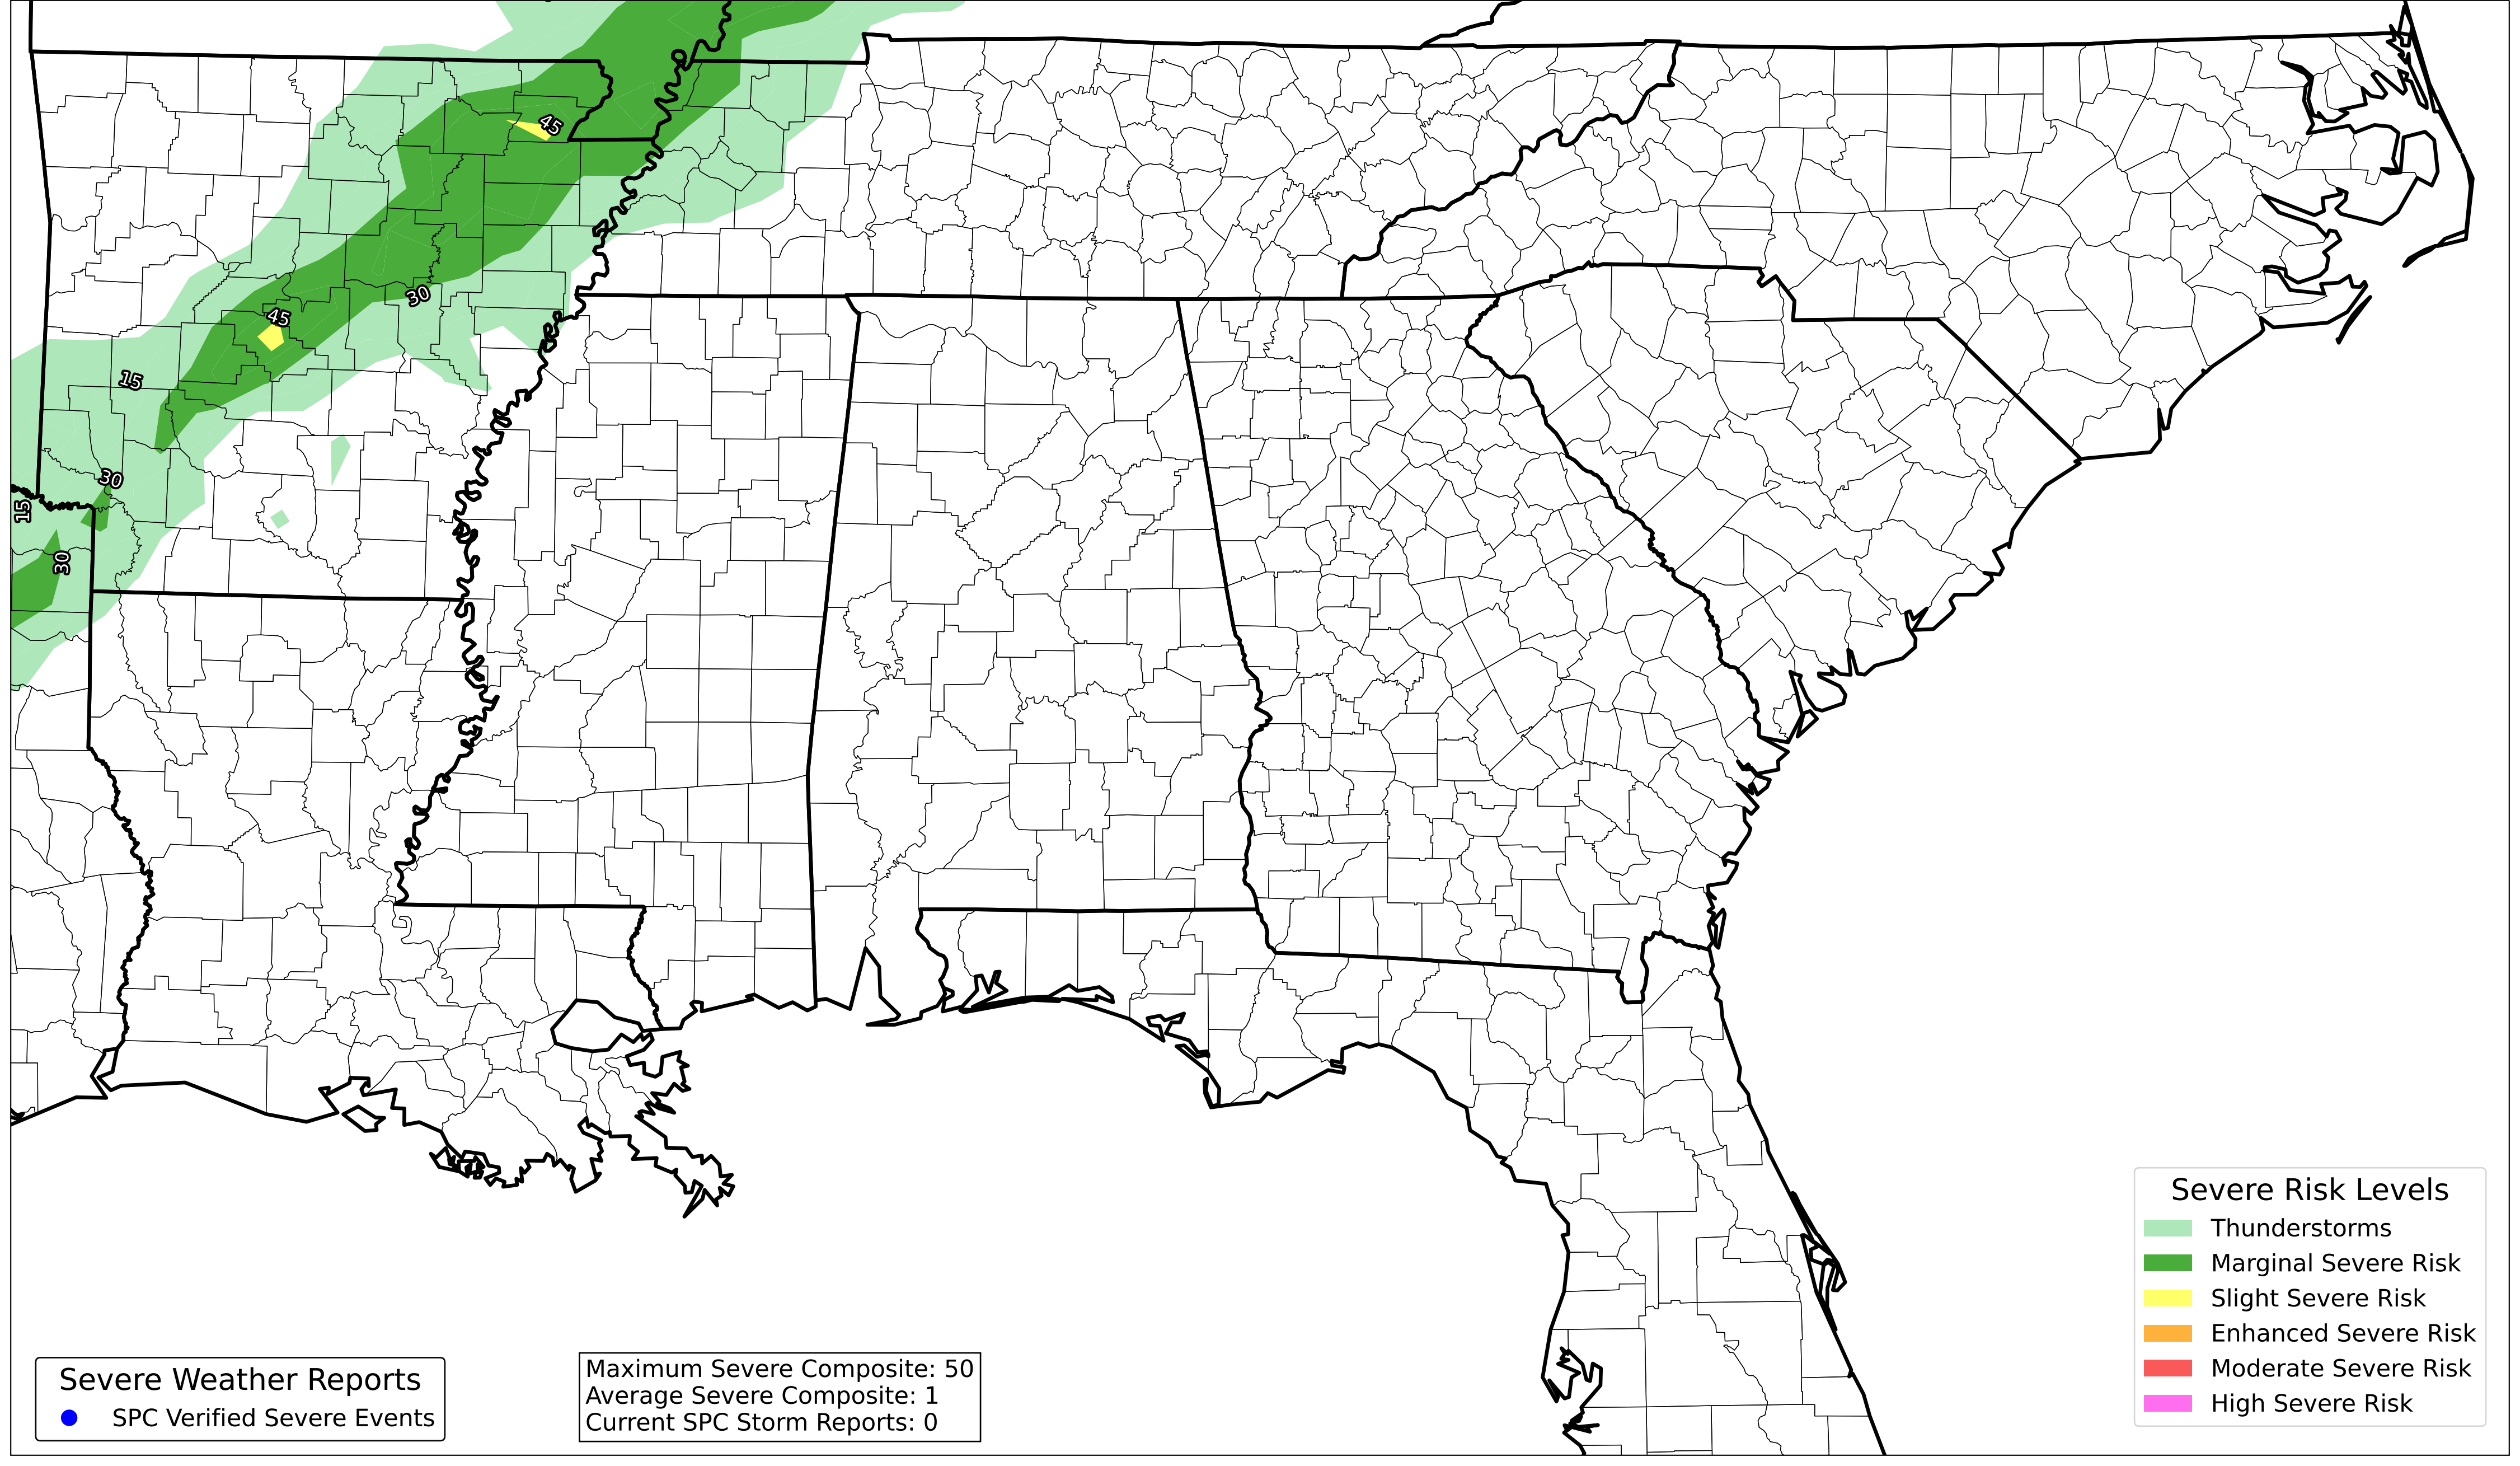 45
30
45
15
30
15
30
Severe Risk Levels
Thunderstorms
Marginal Severe Risk
Slight Severe Risk
Enhanced Severe Risk
Moderate Severe Risk
High Severe Risk
Severe Weather Reports
SPC Verified Severe Events
Maximum Severe Composite: 50
Average Severe Composite: 1
Current SPC Storm Reports: 0